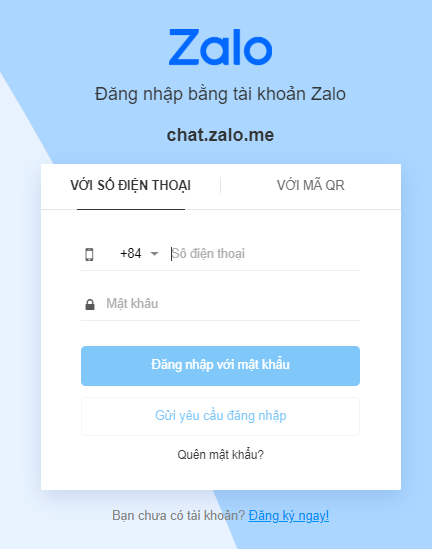 Zalo
Đăng nhập bằng tài khoản Zalo
chat.zalo.me
VỚI SỐ ĐIỆN THOẠI
VỚI MÃ QR
+84
Số điện thoại
Mật khẩu
Đăng nhập với mật khẩu
Gửi yêu cầu đăng nhập
Quên mật khẩu?
Bạn chưa có tài khoản? Đăng ký ngay!